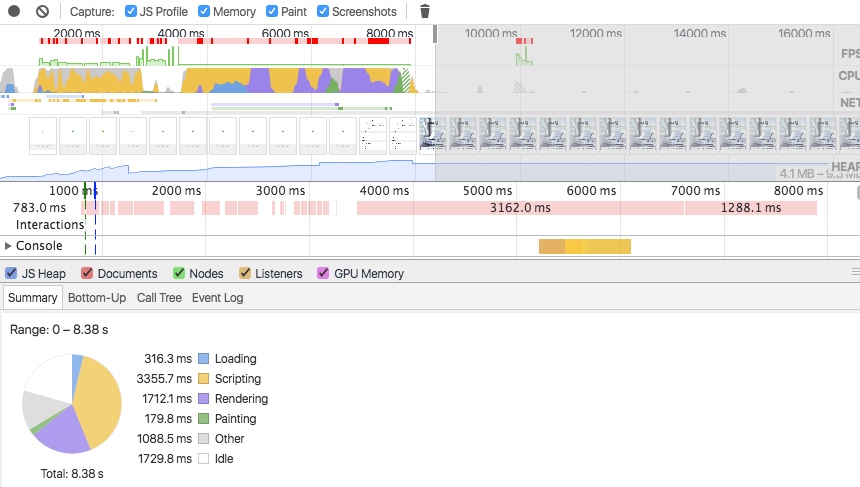 Capture: JS Profile Memory Paint Screenshots
2000 ms 4000 ms 6000 ms 8000 ms 10000 ms 12000 ms 14000 ms 16000 ms
FPS
CPU
NET
HEAP
4.1 MB – 9.3 MB
1000 ms 2000 ms 3000 ms 4000 ms 5000 ms 6000 ms 7000 ms 8000 ms
783.0 ms 3162.0 ms 1288.1 ms
Interactions
Console
JS Heap Documents Nodes Listeners GPU Memory
Summary Bottom-Up Call Tree Event Log
Range: 0 – 8.38 s
316.3 ms Loading
3355.7 ms Scripting
1712.1 ms Rendering
179.8 ms Painting
1088.5 ms Other
1729.8 ms Idle
Total: 8.38 s